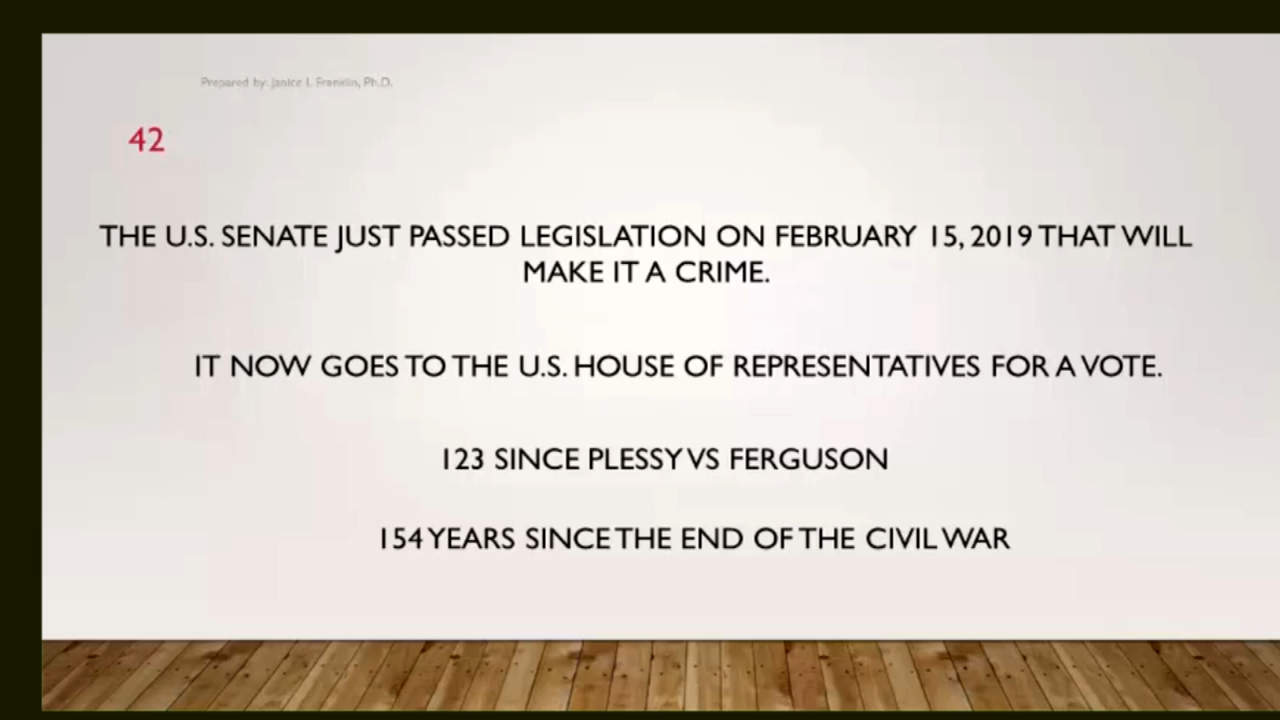 Prepared by: Janice L. Franklin, Ph.D.
42
THE U.S. SENATE JUST PASSED LEGISLATION ON FEBRUARY 15, 2019 THAT WILL
MAKE IT A CRIME.
IT NOW GOES TO THE U.S. HOUSE OF REPRESENTATIVES FOR A VOTE.
123 SINCE PLESSY VS FERGUSON
154 YEARS SINCE THE END OF THE CIVIL WAR